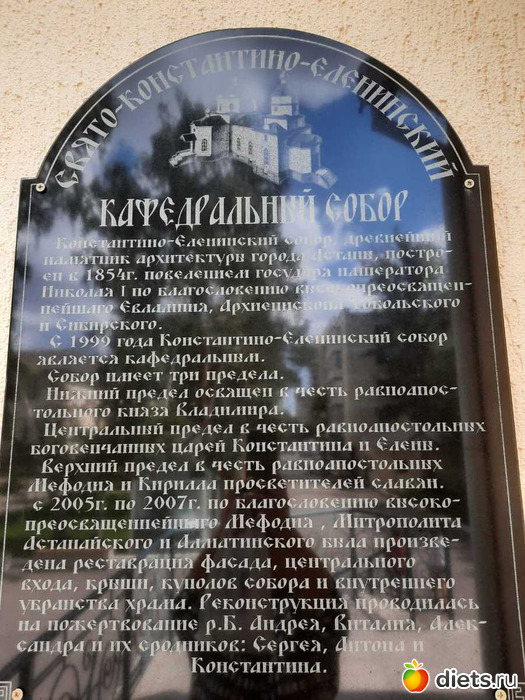 СВЯТО-КОНСТАНТИНО-ЕЛЕНИНСКИЙ
КАФЕДРАЛЬНЫЙ СОБОР
Константино-Еленинский собор, древнейший
памятник архитектуры города Астаны, постро-
ен в 1854г. повелением государя императора
Николая I по благословению высокопреосвящен-
нейшаго Евлампия, Архиепископа Тобольского
и Сибирского.
С 1999 года Константино-Еленинский собор
является кафедральным.
Собор имеет три предела.
Нижний предел освящен в честь равноапос-
тольного князя Владимира.
Центральный предел в честь равноапостольных
боговенчанных царей Константина и Елены.
Верхний предел в честь равноапостольных
Мефодия и Кирилла просветителей славян.
с 2005г. по 2007г. по благословению высоко-
преосвященнейшего Мефодия , Митрополита
Астанайского и Алматинского была произве-
дена реставрация фасада, центрального
входа, крыши, куполов собора и внутреннего
убранства храма. Реконструкция проводилась
на пожертвование р.Б. Андрея, Виталия, Алек-
сандра и их сродников: Сергея, Антона и
Константина.
diets.ru